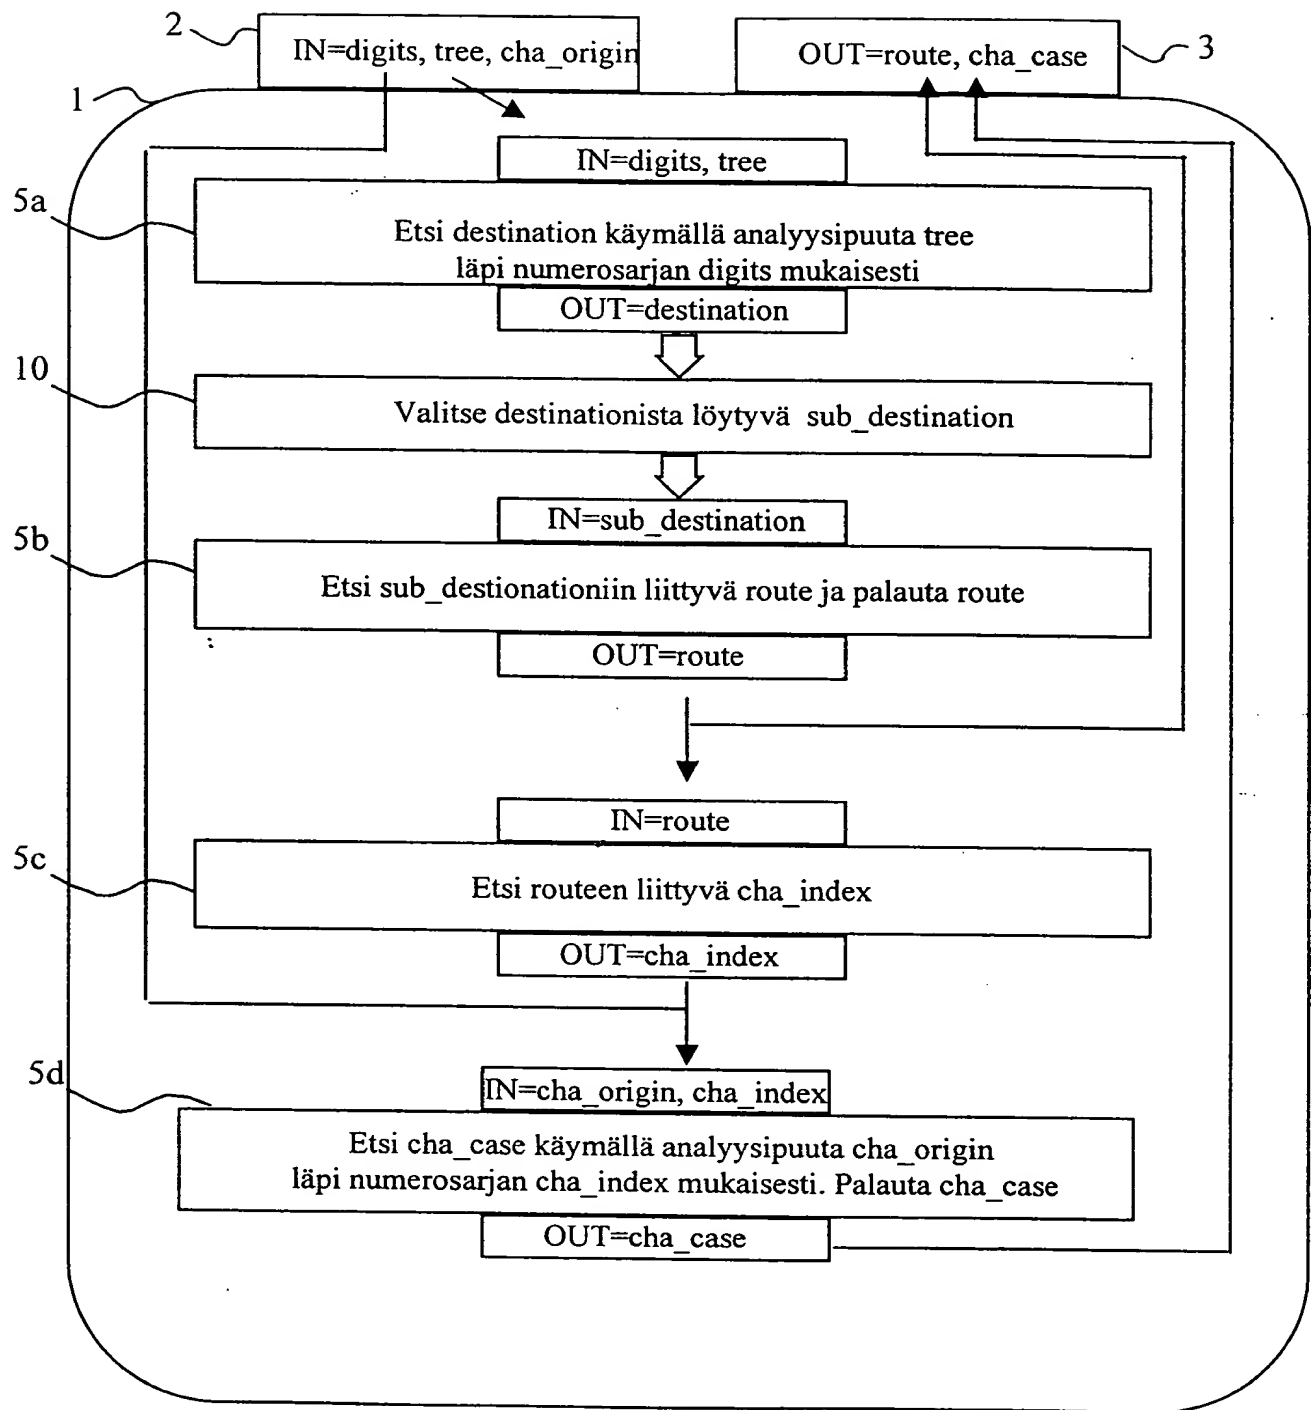 2
IN=digits, tree, cha_origin
OUT=route, cha_case
3
1
IN=digits, tree
5a
Etsi destination käymällä analyysipuuta tree
läpi numerosarjan digits mukaisesti
OUT=destination
10
Valitse destinationista löytyvä sub_destination
IN=sub_destination
5b
Etsi sub_destionationiin liittyvä route ja palauta route
OUT=route
IN=route
5c
Etsi routeen liittyvä cha_index
OUT=cha_index
5d
IN=cha_origin, cha_index
Etsi cha_case käymällä analyysipuuta cha_origin
läpi numerosarjan cha_index mukaisesti. Palauta cha_case
OUT=cha_case